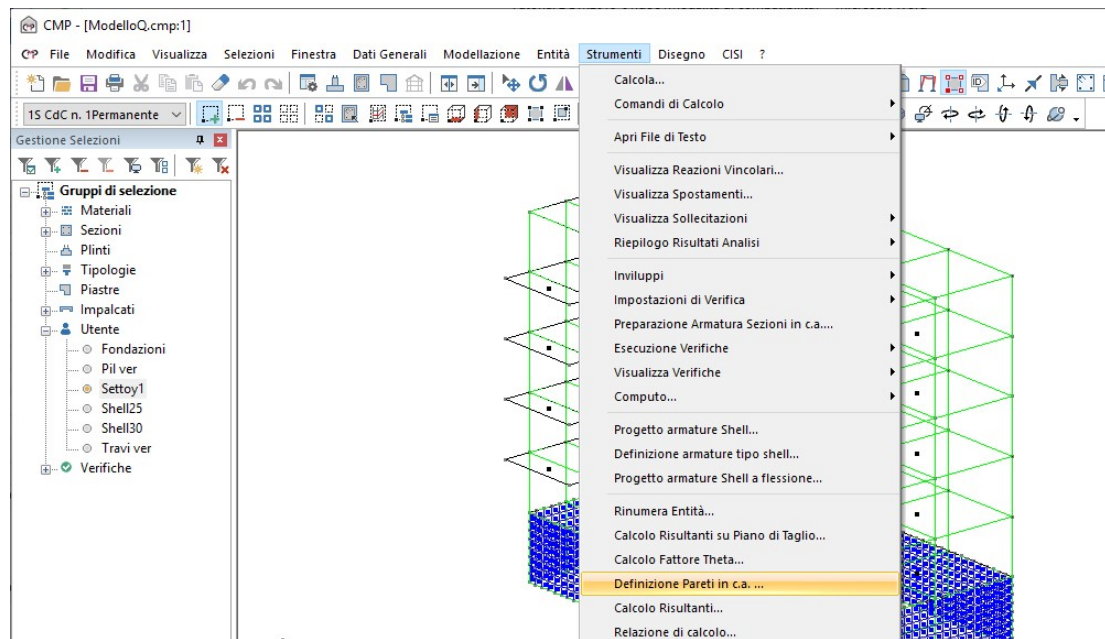 CMP - [ModelloQ.cmp:1]
CMP File Modifica Visualizza Selezioni Finestra Dati Generali Modellazione Entità Strumenti Disegno CISI ?
1S CdC n. 1Permanente
Gestione Selezioni
Gruppi di selezione
Materiali
Sezioni
Plinti
Tipologie
Piastre
Impalcati
Utente
Fondazioni
Pil ver
Settoy1
Shell25
Shell30
Travi ver
Verifiche
Calcola...
Comandi di Calcolo
Apri File di Testo
Visualizza Reazioni Vincolari...
Visualizza Spostamenti...
Visualizza Sollecitazioni
Riepilogo Risultati Analisi
Inviluppi
Impostazioni di Verifica
Preparazione Armatura Sezioni in c.a....
Esecuzione Verifiche
Visualizza Verifiche
Computo...
Progetto armature Shell...
Definizione armature tipo shell...
Progetto armature Shell a flessione...
Rinumera Entità...
Calcolo Risultanti su Piano di Taglio...
Calcolo Fattore Theta...
Definizione Pareti in c.a. ...
Calcolo Risultanti...
Relazione di calcolo...